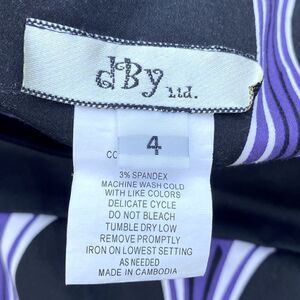 dBy Ltd.
4
CO
3% SPANDEX
MACHINE WASH COLD
WITH LIKE COLORS
DELICATE CYCLE
DO NOT BLEACH
TUMBLE DRY LOW
REMOVE PROMPTLY
IRON ON LOWEST SETTING
AS NEEDED
MADE IN CAMBODIA